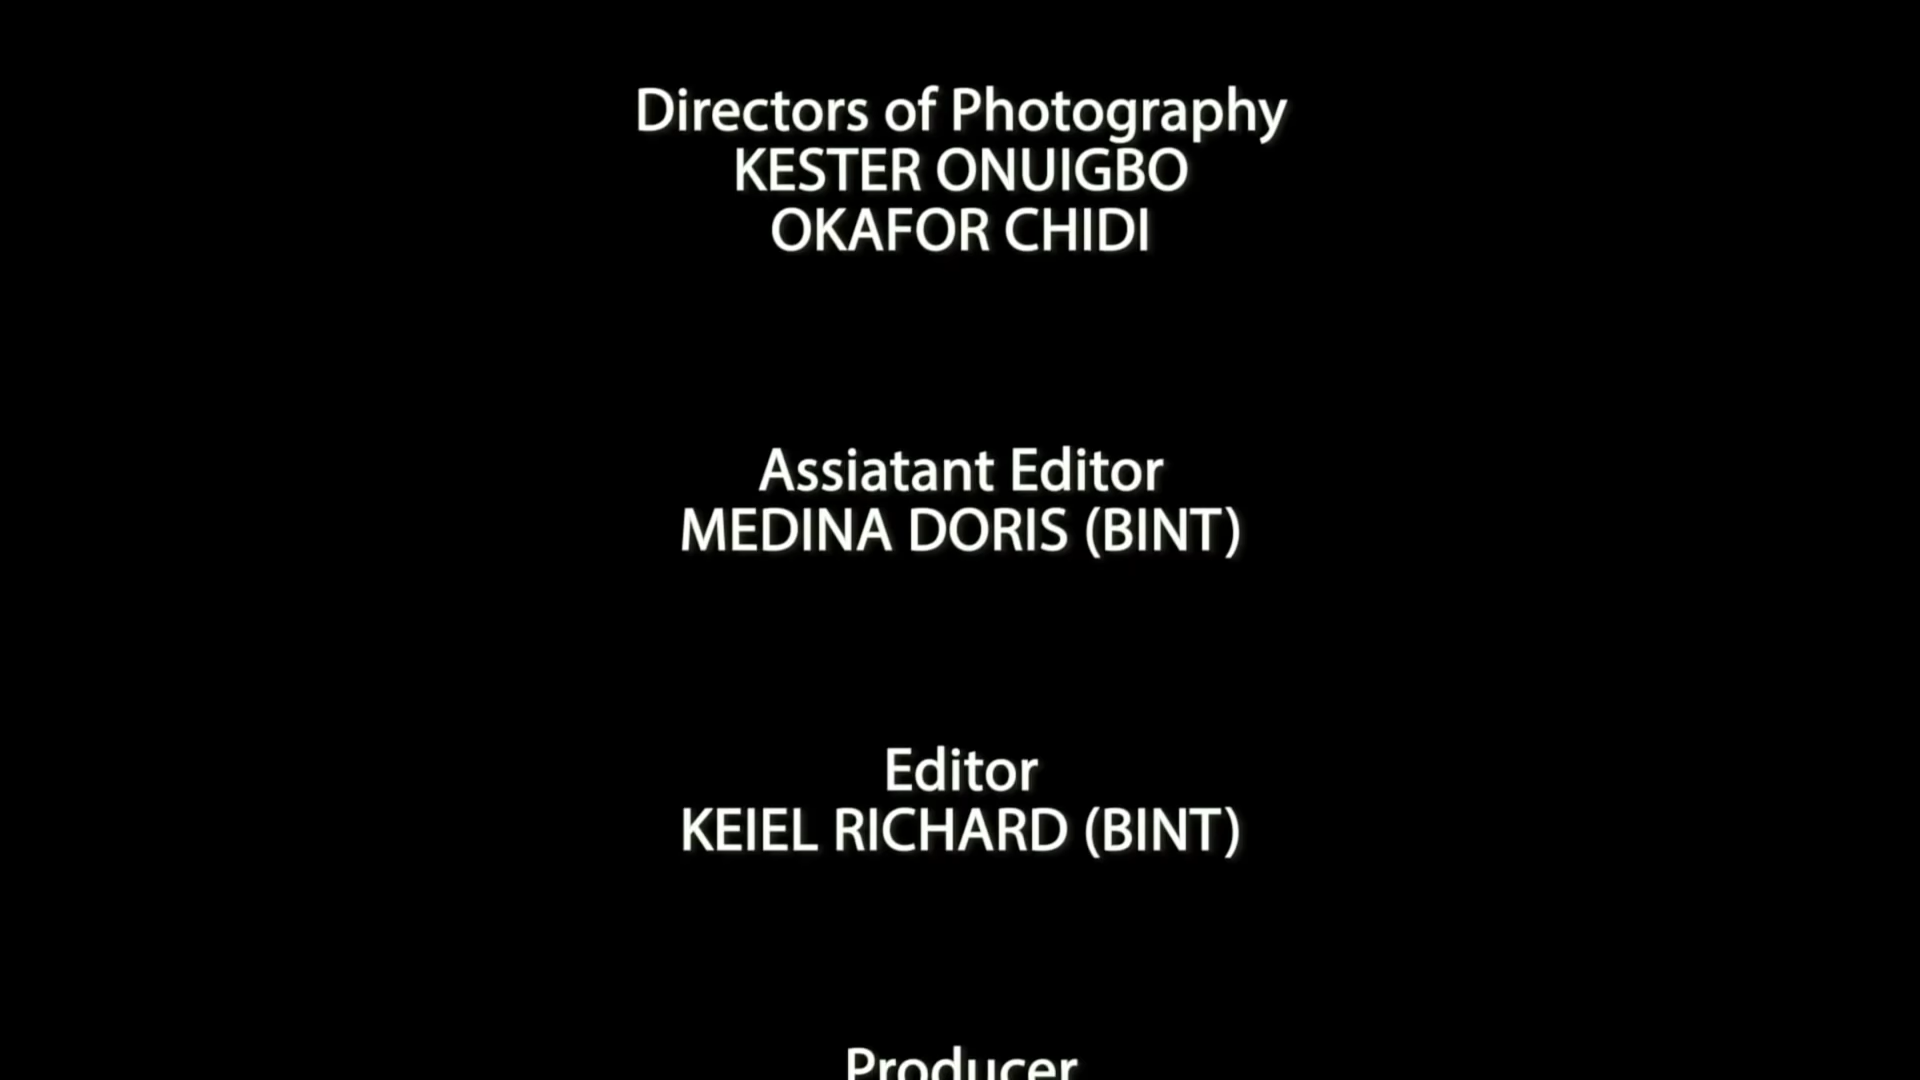 Directors of Photography
KESTER ONUIGBO
OKAFOR CHIDI
Assiatant Editor
MEDINA DORIS (BINT)
Editor
KEIEL RICHARD (BINT)
Producer